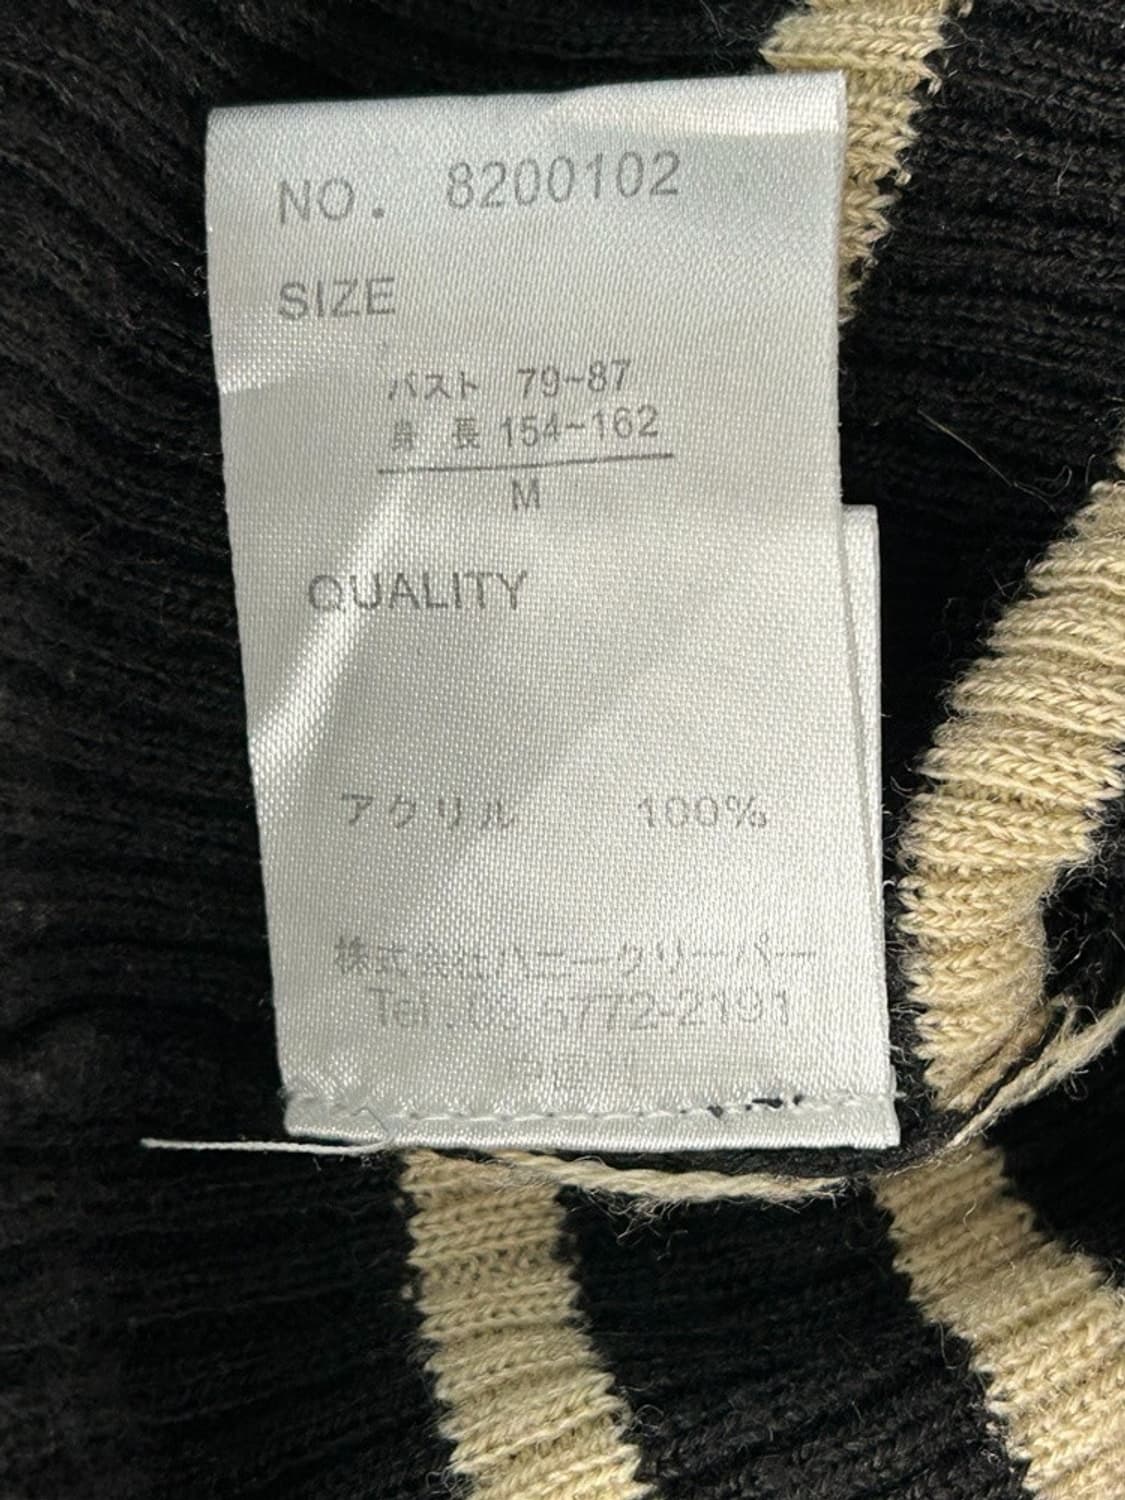 NO. 8200102
SIZE
バスト 79~87
身 長 154~162
M
QUALITY
アクリル 100%
株式会社ハニークリーパー
Tel.03 5772-2191